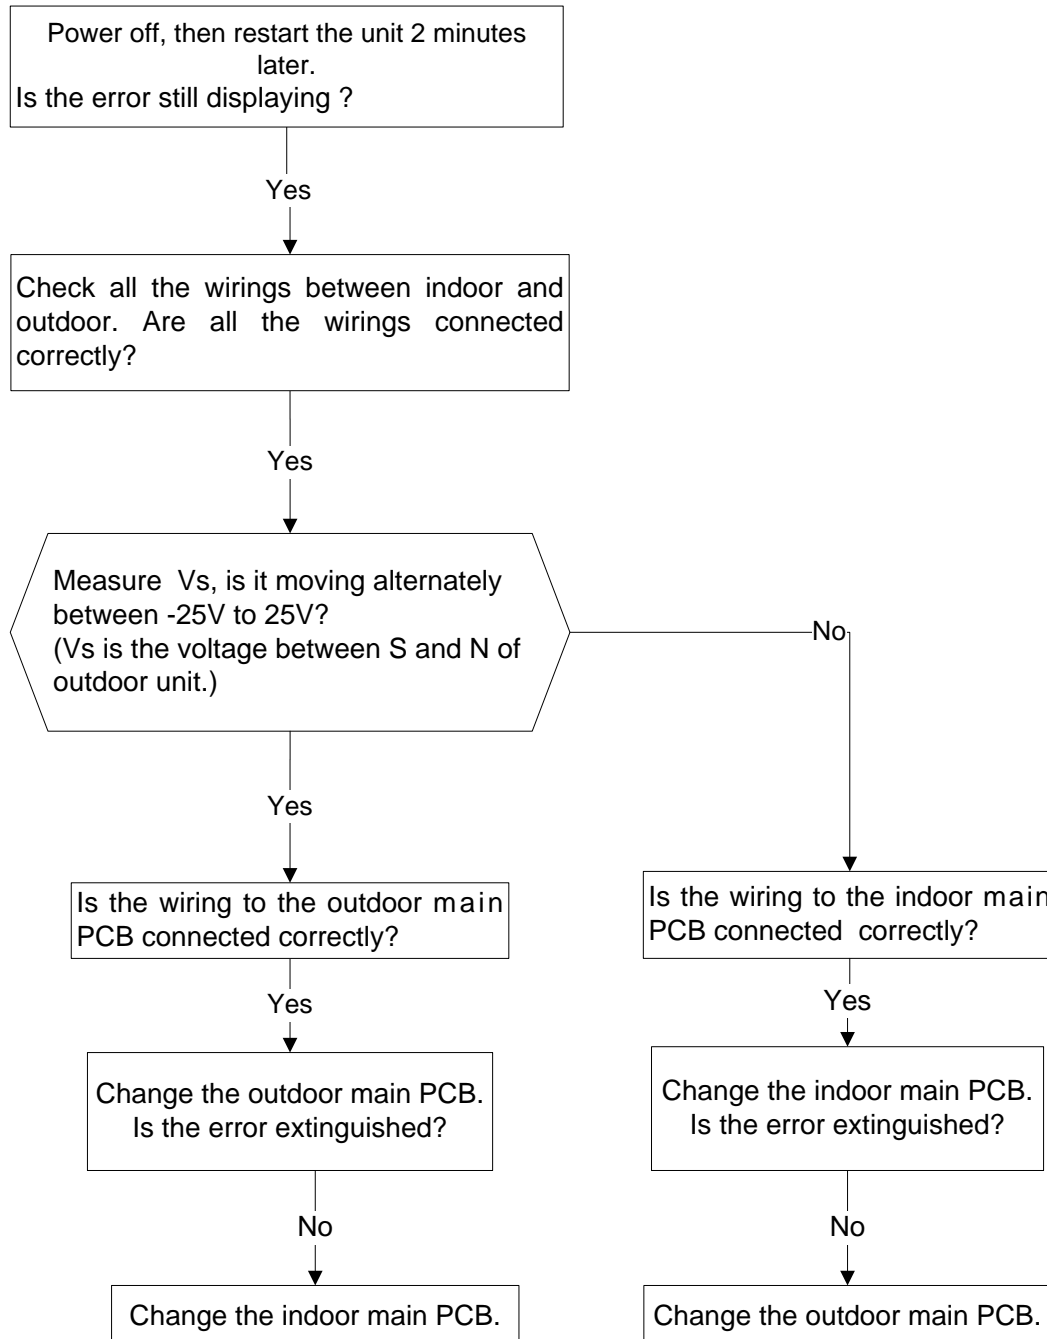 Power off, then restart the unit 2 minutes
later.
Is the error still displaying ?
Yes
Check all the wirings between indoor and
outdoor. Are all the wirings connected
correctly?
Yes
Measure Vs, is it moving alternately
between -25V to 25V?
(Vs is the voltage between S and N of
outdoor unit.)
No
Yes
Is the wiring to the outdoor main
PCB connected correctly?
Is the wiring to the indoor main
PCB connected correctly?
Yes
Yes
Change the outdoor main PCB.
Is the error extinguished?
Change the indoor main PCB.
Is the error extinguished?
No
No
Change the indoor main PCB.
Change the outdoor main PCB.